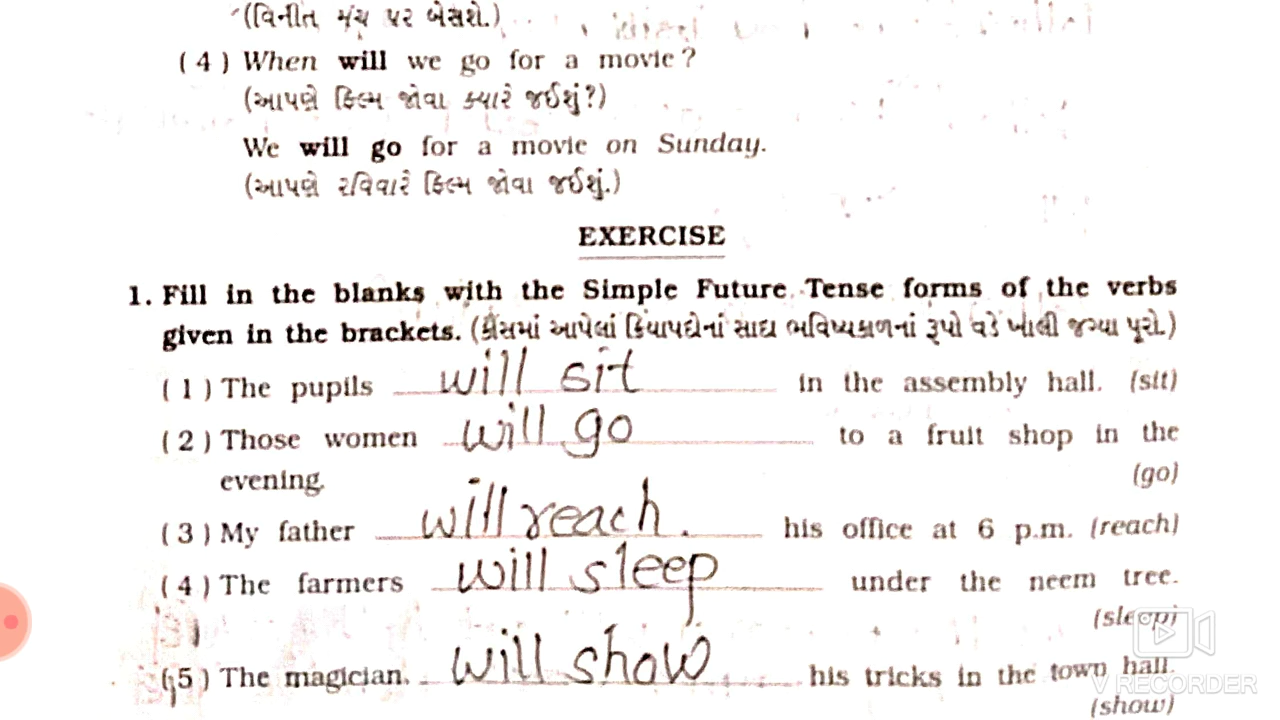 (વિનીત મંચ પર બેસશે.)
( 4 ) When will we go for a movie ?
(આપણે ફિલ્મ જોવા ક્યારે જઈશું?)
We will go for a movie on Sunday.
(આપણે રવિવારે ફિલ્મ જોવા જઈશું.)
EXERCISE
1. Fill in the blanks with the Simple Future Tense forms of the verbs
given in the brackets. (કૌંસમાં આપેલાં ક્રિયાપદોનાં સાદા ભવિષ્યકાળનાં રૂપો વડે ખાલી જગ્યા પૂરો.)
( 1 ) The pupils will sit in the assembly hall. (sit)
( 2 ) Those women will go to a fruit shop in the
evening. (go)
( 3 ) My father will reach. his office at 6 p.m. (reach)
( 4 ) The farmers will sleep under the neem tree.
(sleep)
( 5 ) The magician will show his tricks in the town hall.
(show)
V RECORDER